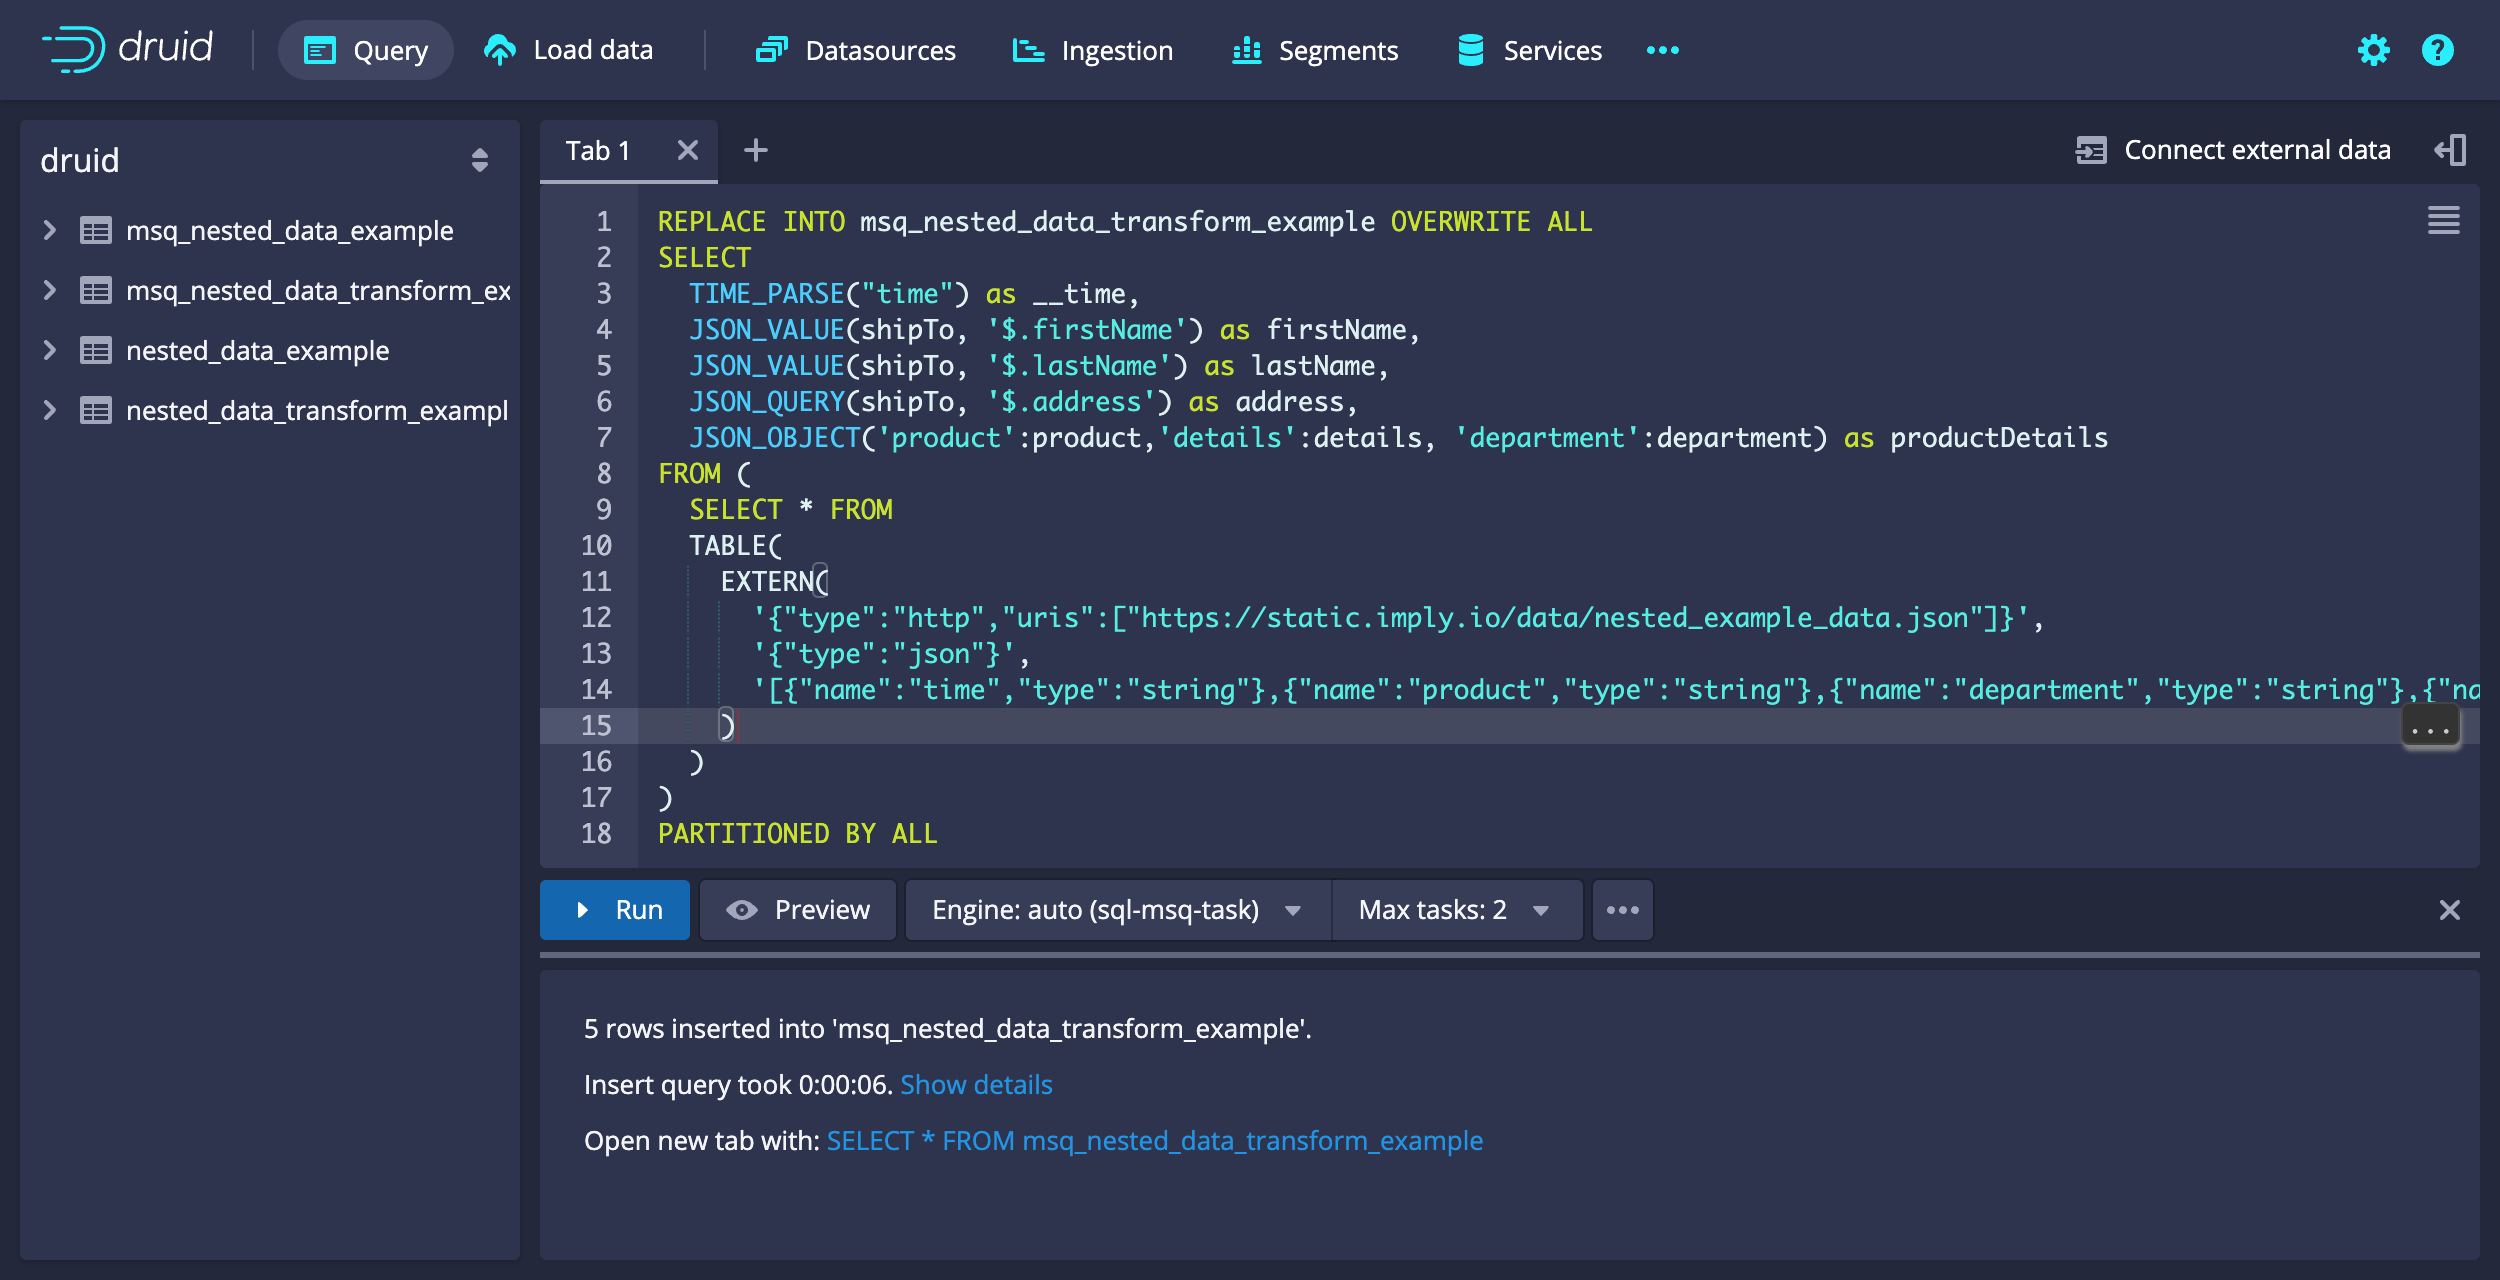 druid
Query
Load data
Datasources
Ingestion
Segments
Services
druid
msq_nested_data_example
msq_nested_data_transform_ex
nested_data_example
nested_data_transform_exampl
Tab 1
Connect external data
1 REPLACE INTO msq_nested_data_transform_example OVERWRITE ALL
2 SELECT
3 TIME_PARSE("time") as __time,
4 JSON_VALUE(shipTo, '$.firstName') as firstName,
5 JSON_VALUE(shipTo, '$.lastName') as lastName,
6 JSON_QUERY(shipTo, '$.address') as address,
7 JSON_OBJECT('product':product,'details':details, 'department':department) as productDetails
8 FROM (
9 SELECT * FROM
10 TABLE(
11 EXTERN(
12 '{"type":"http","uris":["https://static.imply.io/data/nested_example_data.json"]}',
13 '{"type":"json"}',
14 '[{"name":"time","type":"string"},{"name":"product","type":"string"},{"name":"department","type":"string"},{"na
15 )
16 )
17 )
18 PARTITIONED BY ALL
...
Run
Preview
Engine: auto (sql-msq-task)
Max tasks: 2
5 rows inserted into 'msq_nested_data_transform_example'.
Insert query took 0:00:06. Show details
Open new tab with: SELECT * FROM msq_nested_data_transform_example